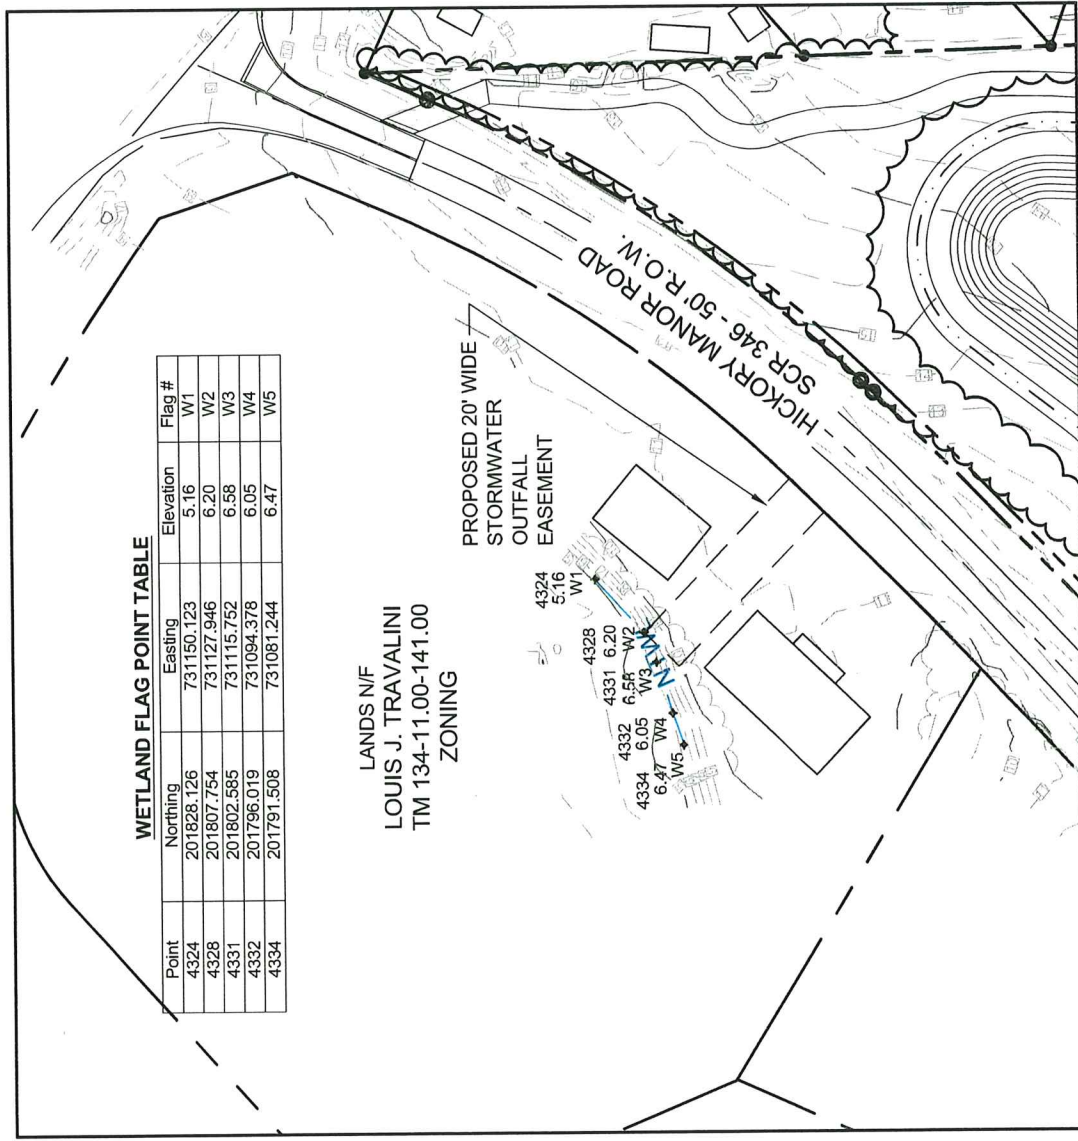 WETLAND FLAG POINT TABLE
Point Northing Easting Elevation Flag #
4324 201828.126 731150.123 5.16 W1
4328 201807.754 731127.946 6.20 W2
4331 201802.585 731115.752 6.58 W3
4332 201796.019 731094.378 6.05 W4
4334 201791.508 731081.244 6.47 W5
LANDS N/F
LOUIS J. TRAVALINI
TM 134-11.00-141.00
ZONING
PROPOSED 20' WIDE
STORMWATER
OUTFALL
EASEMENT
HICKORY MANOR ROAD
SCR 346 - 50' R.O.W.
4324
5.16
W1
4328
6.20
W2
4331
6.58
W3
4332
6.05
W4
4334
6.47
W5